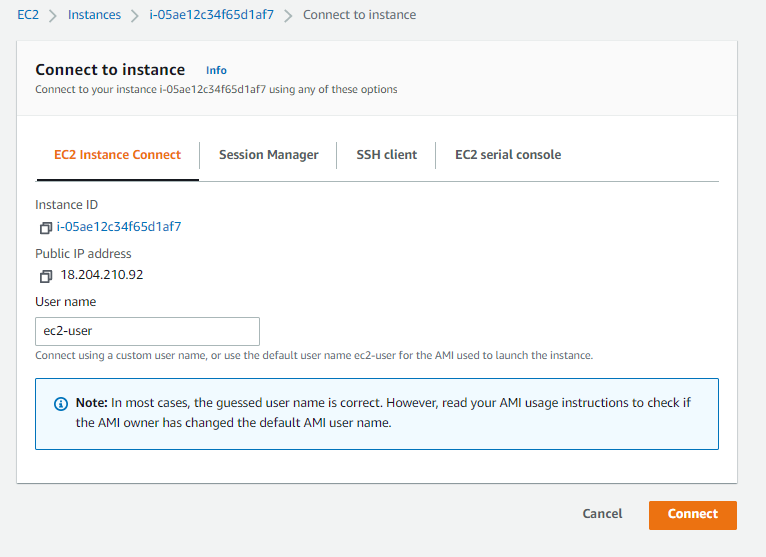 EC2 Instances i-05ae12c34f65d1af7 Connect to instance
Connect to instance Info
Connect to your instance i-05ae12c34f65d1af7 using any of these options
EC2 Instance Connect Session Manager SSH client EC2 serial console
Instance ID
i-05ae12c34f65d1af7
Public IP address
18.204.210.92
User name
ec2-user
Connect using a custom user name, or use the default user name ec2-user for the AMI used to launch the instance.
Note: In most cases, the guessed user name is correct. However, read your AMI usage instructions to check if
the AMI owner has changed the default AMI user name.
Cancel Connect